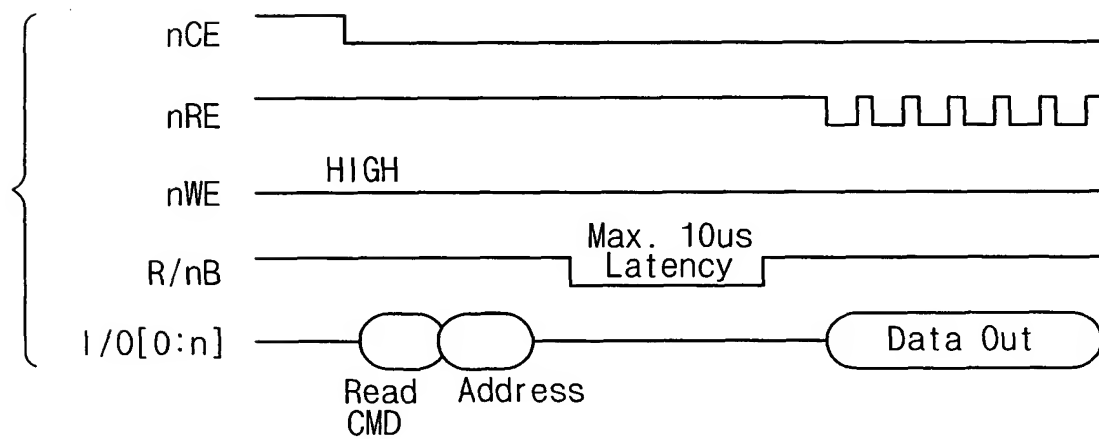 nCE
nRE
HIGH
nWE
Max. 10us
Latency
R/nB
I/O[0:n]
Data Out
Read
CMD
Address